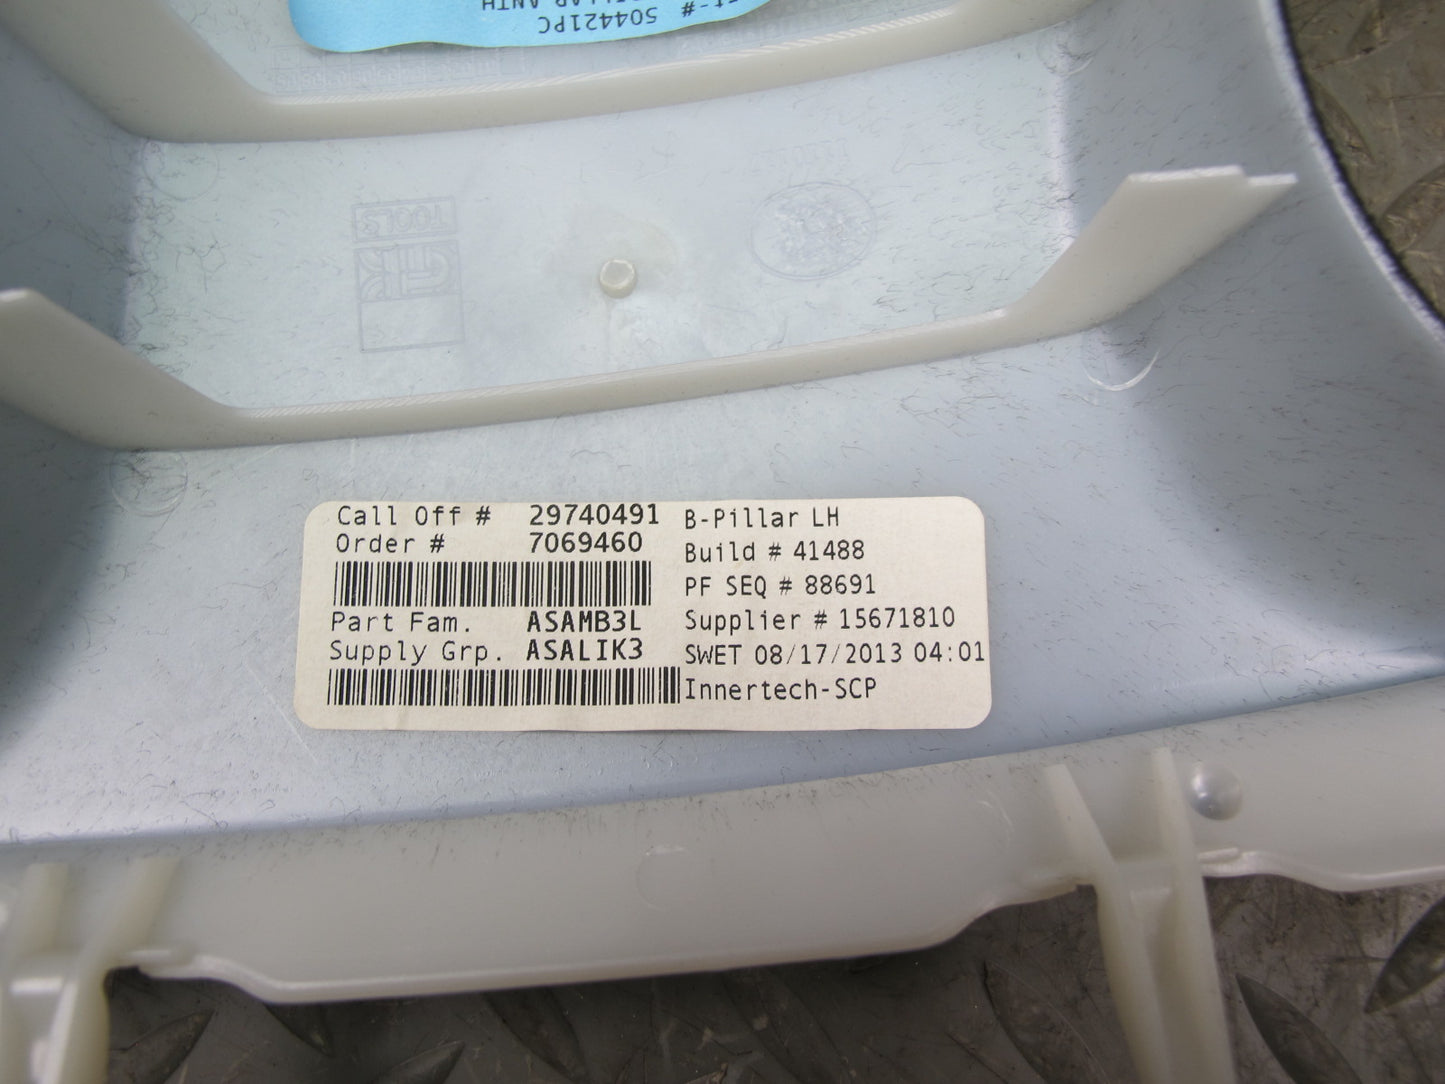 504421PC
Call Off # 29740491
Order # 7069460
Part Fam. ASAMB3L
Supply Grp. ASALIK3
B-Pillar LH
Build # 41488
PF SEQ # 88691
Supplier # 15671810
SWET 08/17/2013 04:01
Innertech-SCP
TOOLS